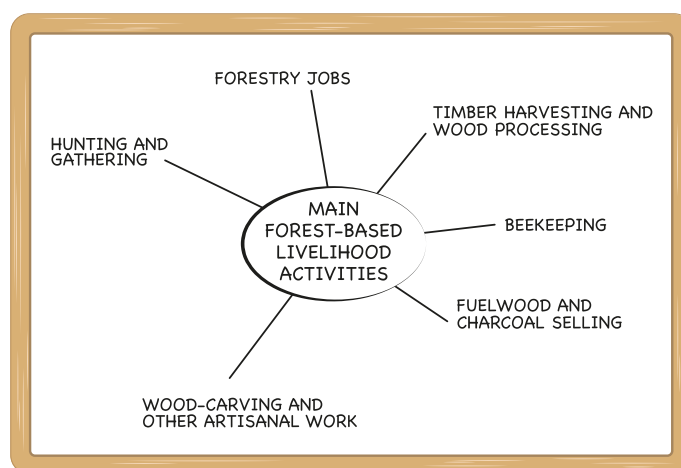 FORESTRY JOBS
TIMBER HARVESTING AND
WOOD PROCESSING
HUNTING AND
GATHERING
MAIN
FOREST-BASED
LIVELIHOOD
ACTIVITIES
BEEKEEPING
FUELWOOD AND
CHARCOAL SELLING
WOOD-CARVING AND
OTHER ARTISANAL WORK